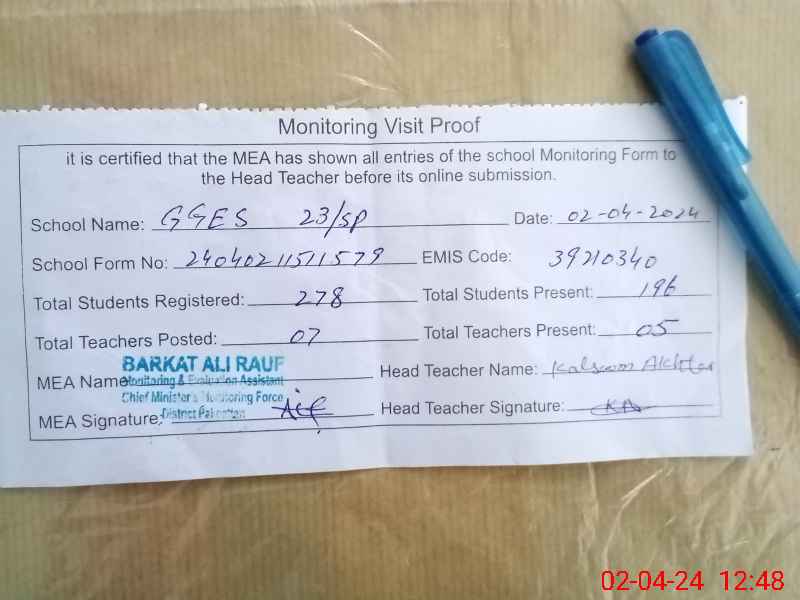 Monitoring Visit Proof
it is certified that the MEA has shown all entries of the school Monitoring Form to
the Head Teacher before its online submission.
School Name: GGES 23/SP Date: 02-04-2024
School Form No: 24040211511579 EMIS Code: 39210340
Total Students Registered: 278 Total Students Present: 196
Total Teachers Posted: 07 Total Teachers Present: 05
MEA Name BARKAT ALI RAUF Head Teacher Name: Kalsoom Akhtar
Monitoring & Evaluation Assistant
Chief Minister's Monitoring Force
District Pakpattan
MEA Signature: Head Teacher Signature: KA
02-04-24 12:48